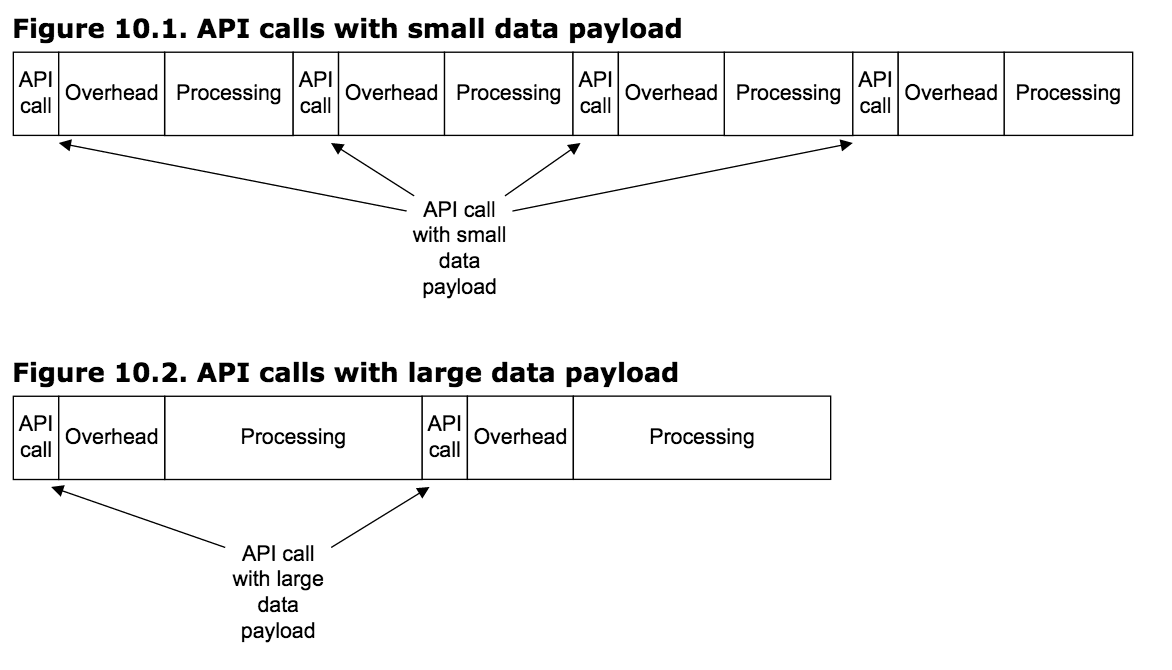 Figure 10.1. API calls with small data payload
API call Overhead Processing API call Overhead Processing API call Overhead Processing API call Overhead Processing
API call
with small
data
payload
Figure 10.2. API calls with large data payload
API call Overhead Processing API call Overhead Processing
API call
with large
data
payload